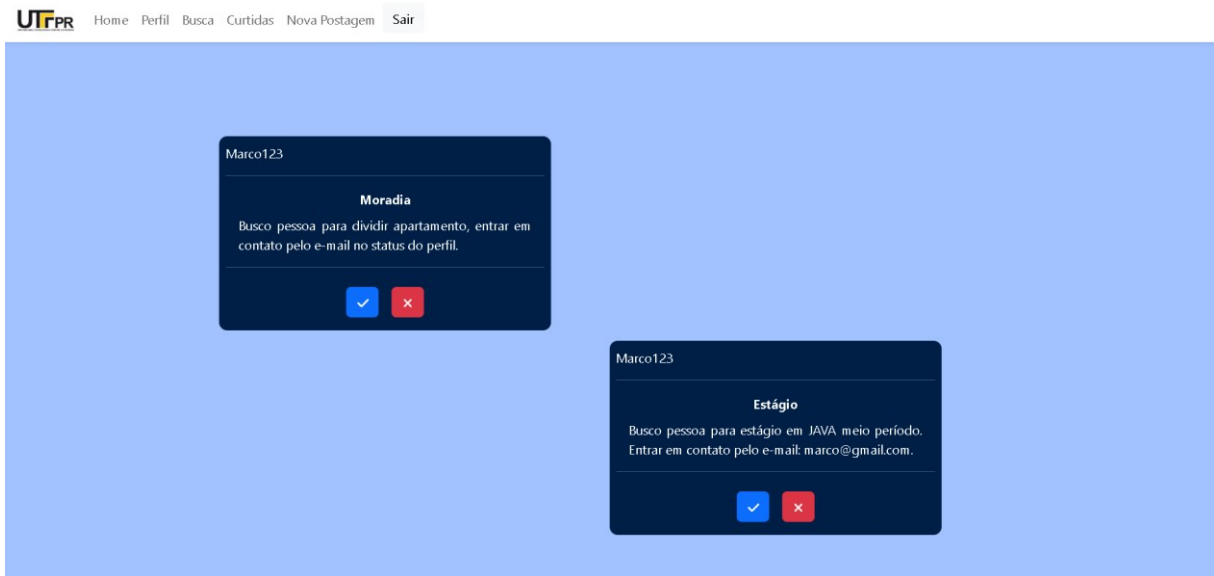 UTFPR Home Perfil Busca Curtidas Nova Postagem Sair
Marco123
Moradia
Busco pessoa para dividir apartamento, entrar em
contato pelo e-mail no status do perfil.
Marco123
Estágio
Busco pessoa para estágio em JAVA meio período.
Entrar em contato pelo e-mail: marco@gmail.com.